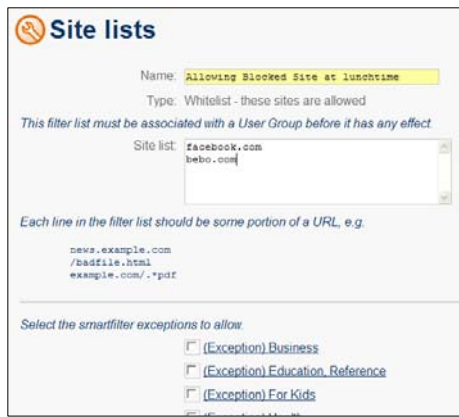 Site lists
Name: Allowing Blocked Site at lunchtime
Type: Whitelist - these sites are allowed
This filter list must be associated with a User Group before it has any effect.
Site list: facebook.com
bebo.com
Each line in the filter list should be some portion of a URL, e.g.
news.example.com
/badfile.html
example.com/.*pdf
Select the smartfilter exceptions to allow.
(Exception) Business
(Exception) Education, Reference
(Exception) For Kids